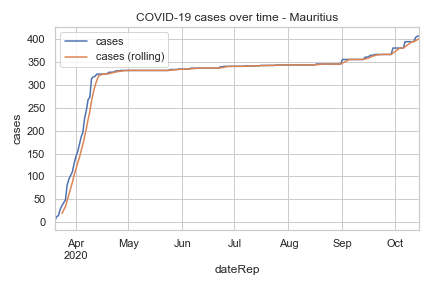 COVID-19 cases over time - Mauritius
cases
cases (rolling)
400
350
300
250
200
150
100
50
0
cases
Apr May Jun Jul Aug Sep Oct
2020
dateRep